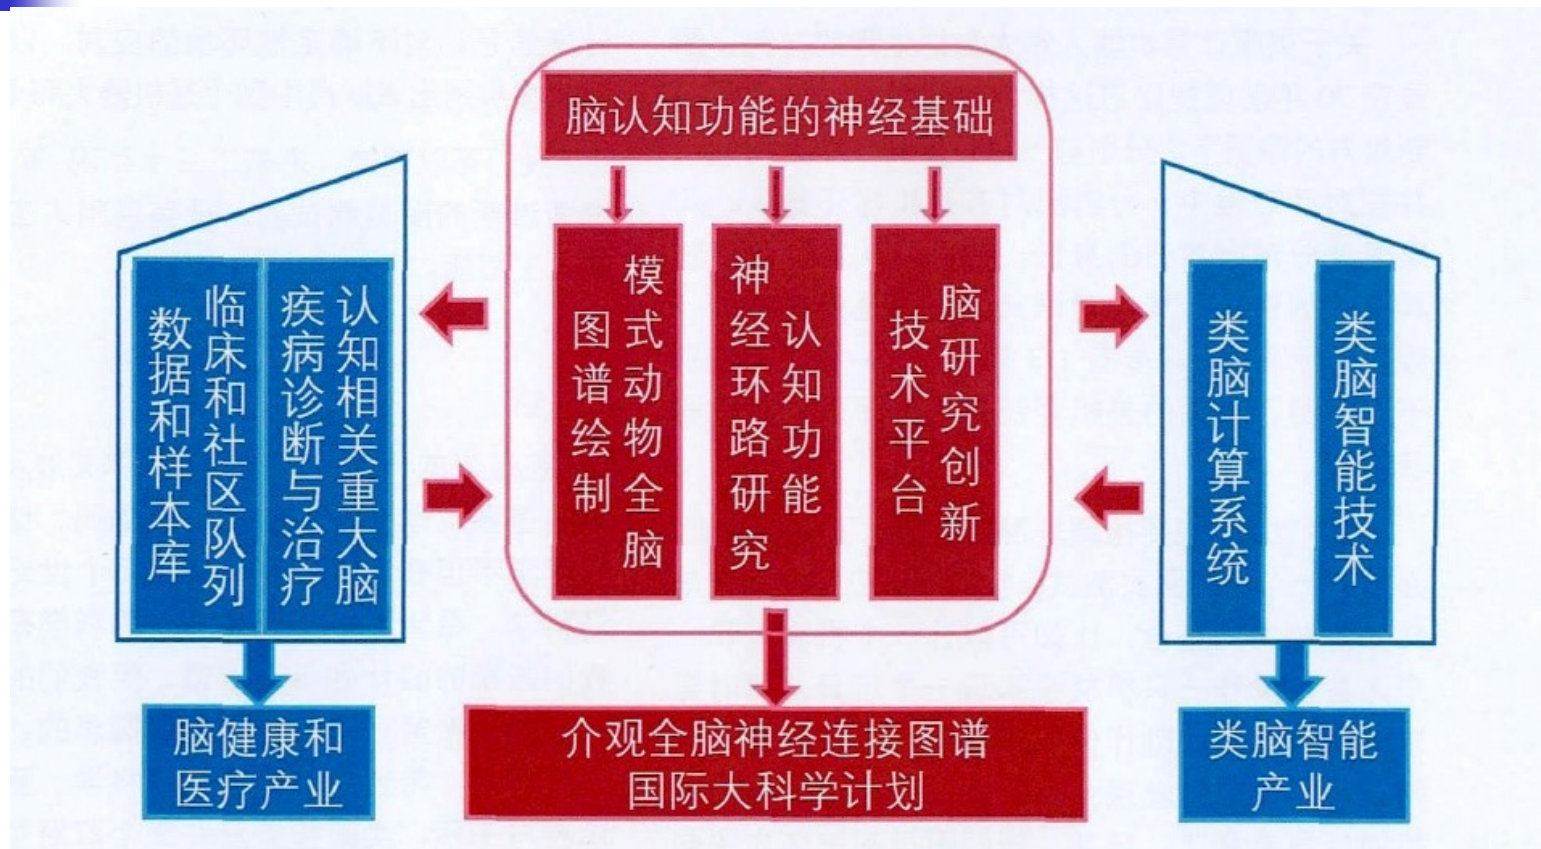 脑认知功能的神经基础
模式动物全脑
图谱绘制
认知功能
神经环路研究
脑研究创新
技术平台
认知相关重大脑
疾病诊断与治疗
临床和社区队列
数据和样本库
类脑计算系统
类脑智能技术
脑健康和
医疗产业
介观全脑神经连接图谱
国际大科学计划
类脑智能
产业